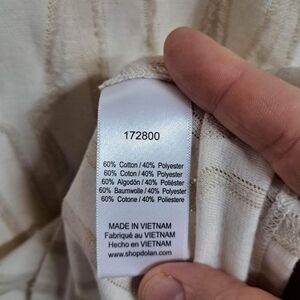 172800
60% Cotton / 40% Polyester
60% Coton / 40% Polyester
60% Algodón / 40% Poliéster
60% Baumwolle / 40% Polyester
60% Cotone / 40% Poliestere
MADE IN VIETNAM
Fabriqué au VIETNAM
Hecho en VIETNAM
www.shopdolan.com